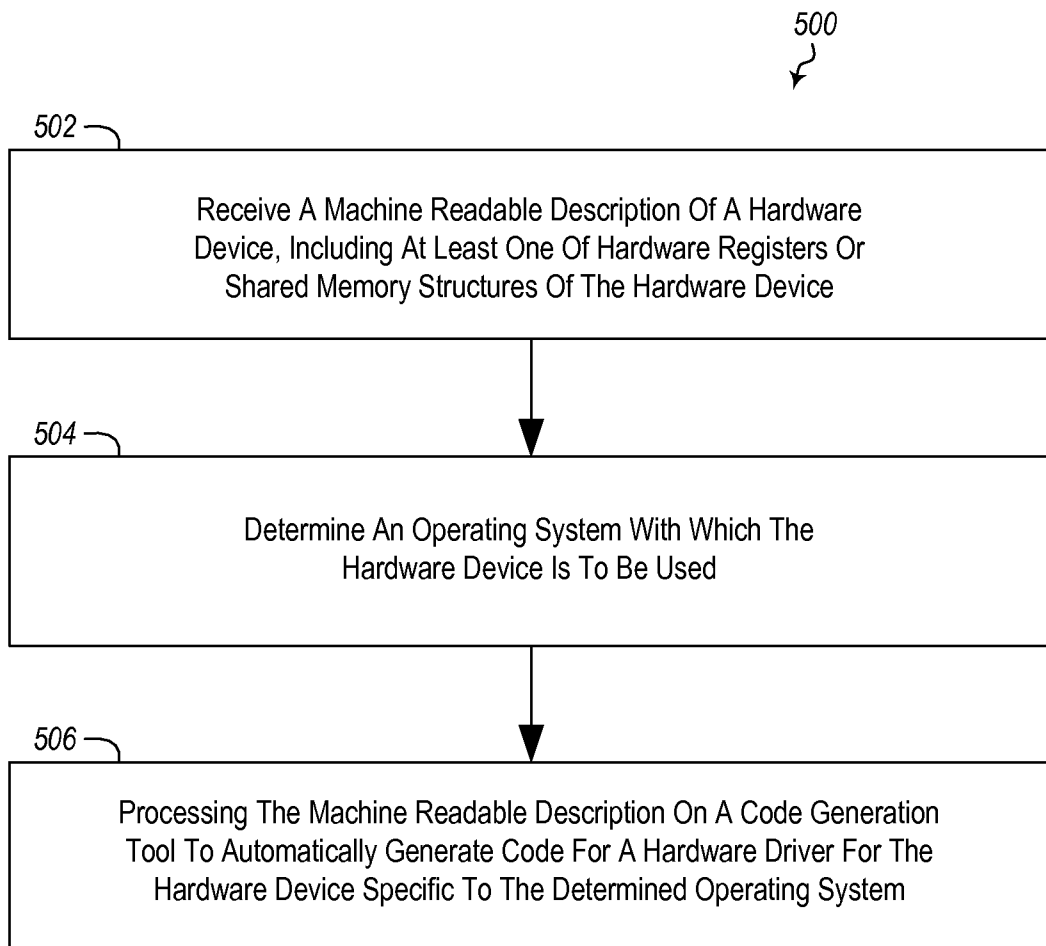 500
502
Receive A Machine Readable Description Of A Hardware
Device, Including At Least One Of Hardware Registers Or
Shared Memory Structures Of The Hardware Device
504
Determine An Operating System With Which The
Hardware Device Is To Be Used
506
Processing The Machine Readable Description On A Code Generation
Tool To Automatically Generate Code For A Hardware Driver For The
Hardware Device Specific To The Determined Operating System